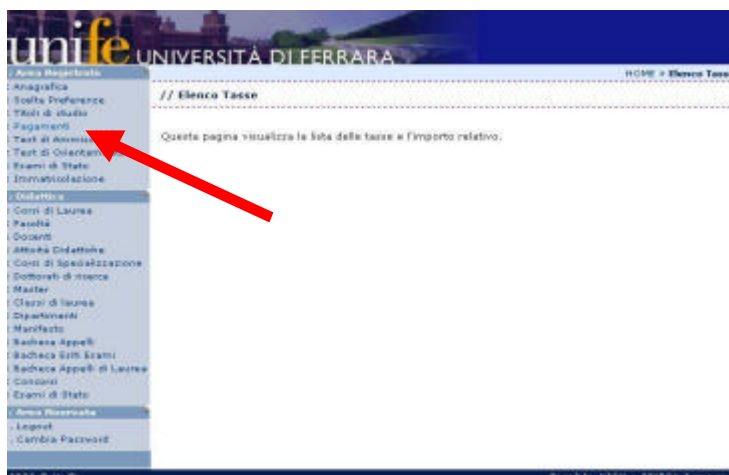 unife UNIVERSITÀ DI FERRARA
Area Registrato
HOME » Elenco Tasse
Anagrafica
Scelta Preferenze
Titoli di studio
Pagamenti
Test di Ammis
Test di Orientam
Esami di Stato
Immatricolazione
// Elenco Tasse
Questa pagina visualizza la lista delle tasse e l'importo relativo.
Didattica
Corsi di Laurea
Facoltà
Docenti
Attività Didattiche
Corsi di Specializzazione
Dottorati di ricerca
Master
Classi di laurea
Dipartimenti
Manifesto
Bacheca Appelli
Bacheca Esiti Esami
Bacheca Appelli di Laurea
Concorsi
Esami di Stato
Area Riservata
Logout
Cambia Password